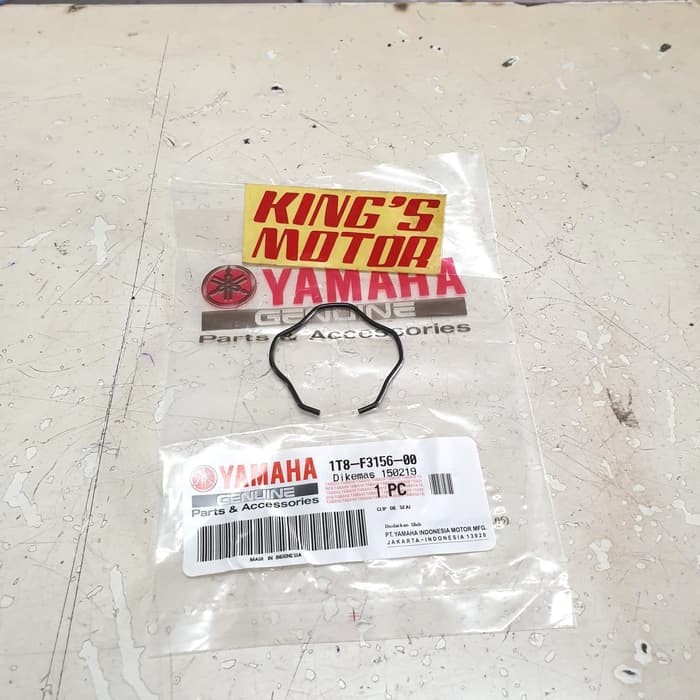 KING'S
MOTOR
YAMAHA
GENUINE
Parts & Accessories
YAMAHA
GENUINE
Parts & Accessories
1T8-F3156-00
Dikemas 150219
1 PC
CLIP OIL SEAL
Diedarkan Oleh
PT. YAMAHA INDONESIA MOTOR MFG.
JAKARTA-INDONESIA 13920
MADE IN INDONESIA